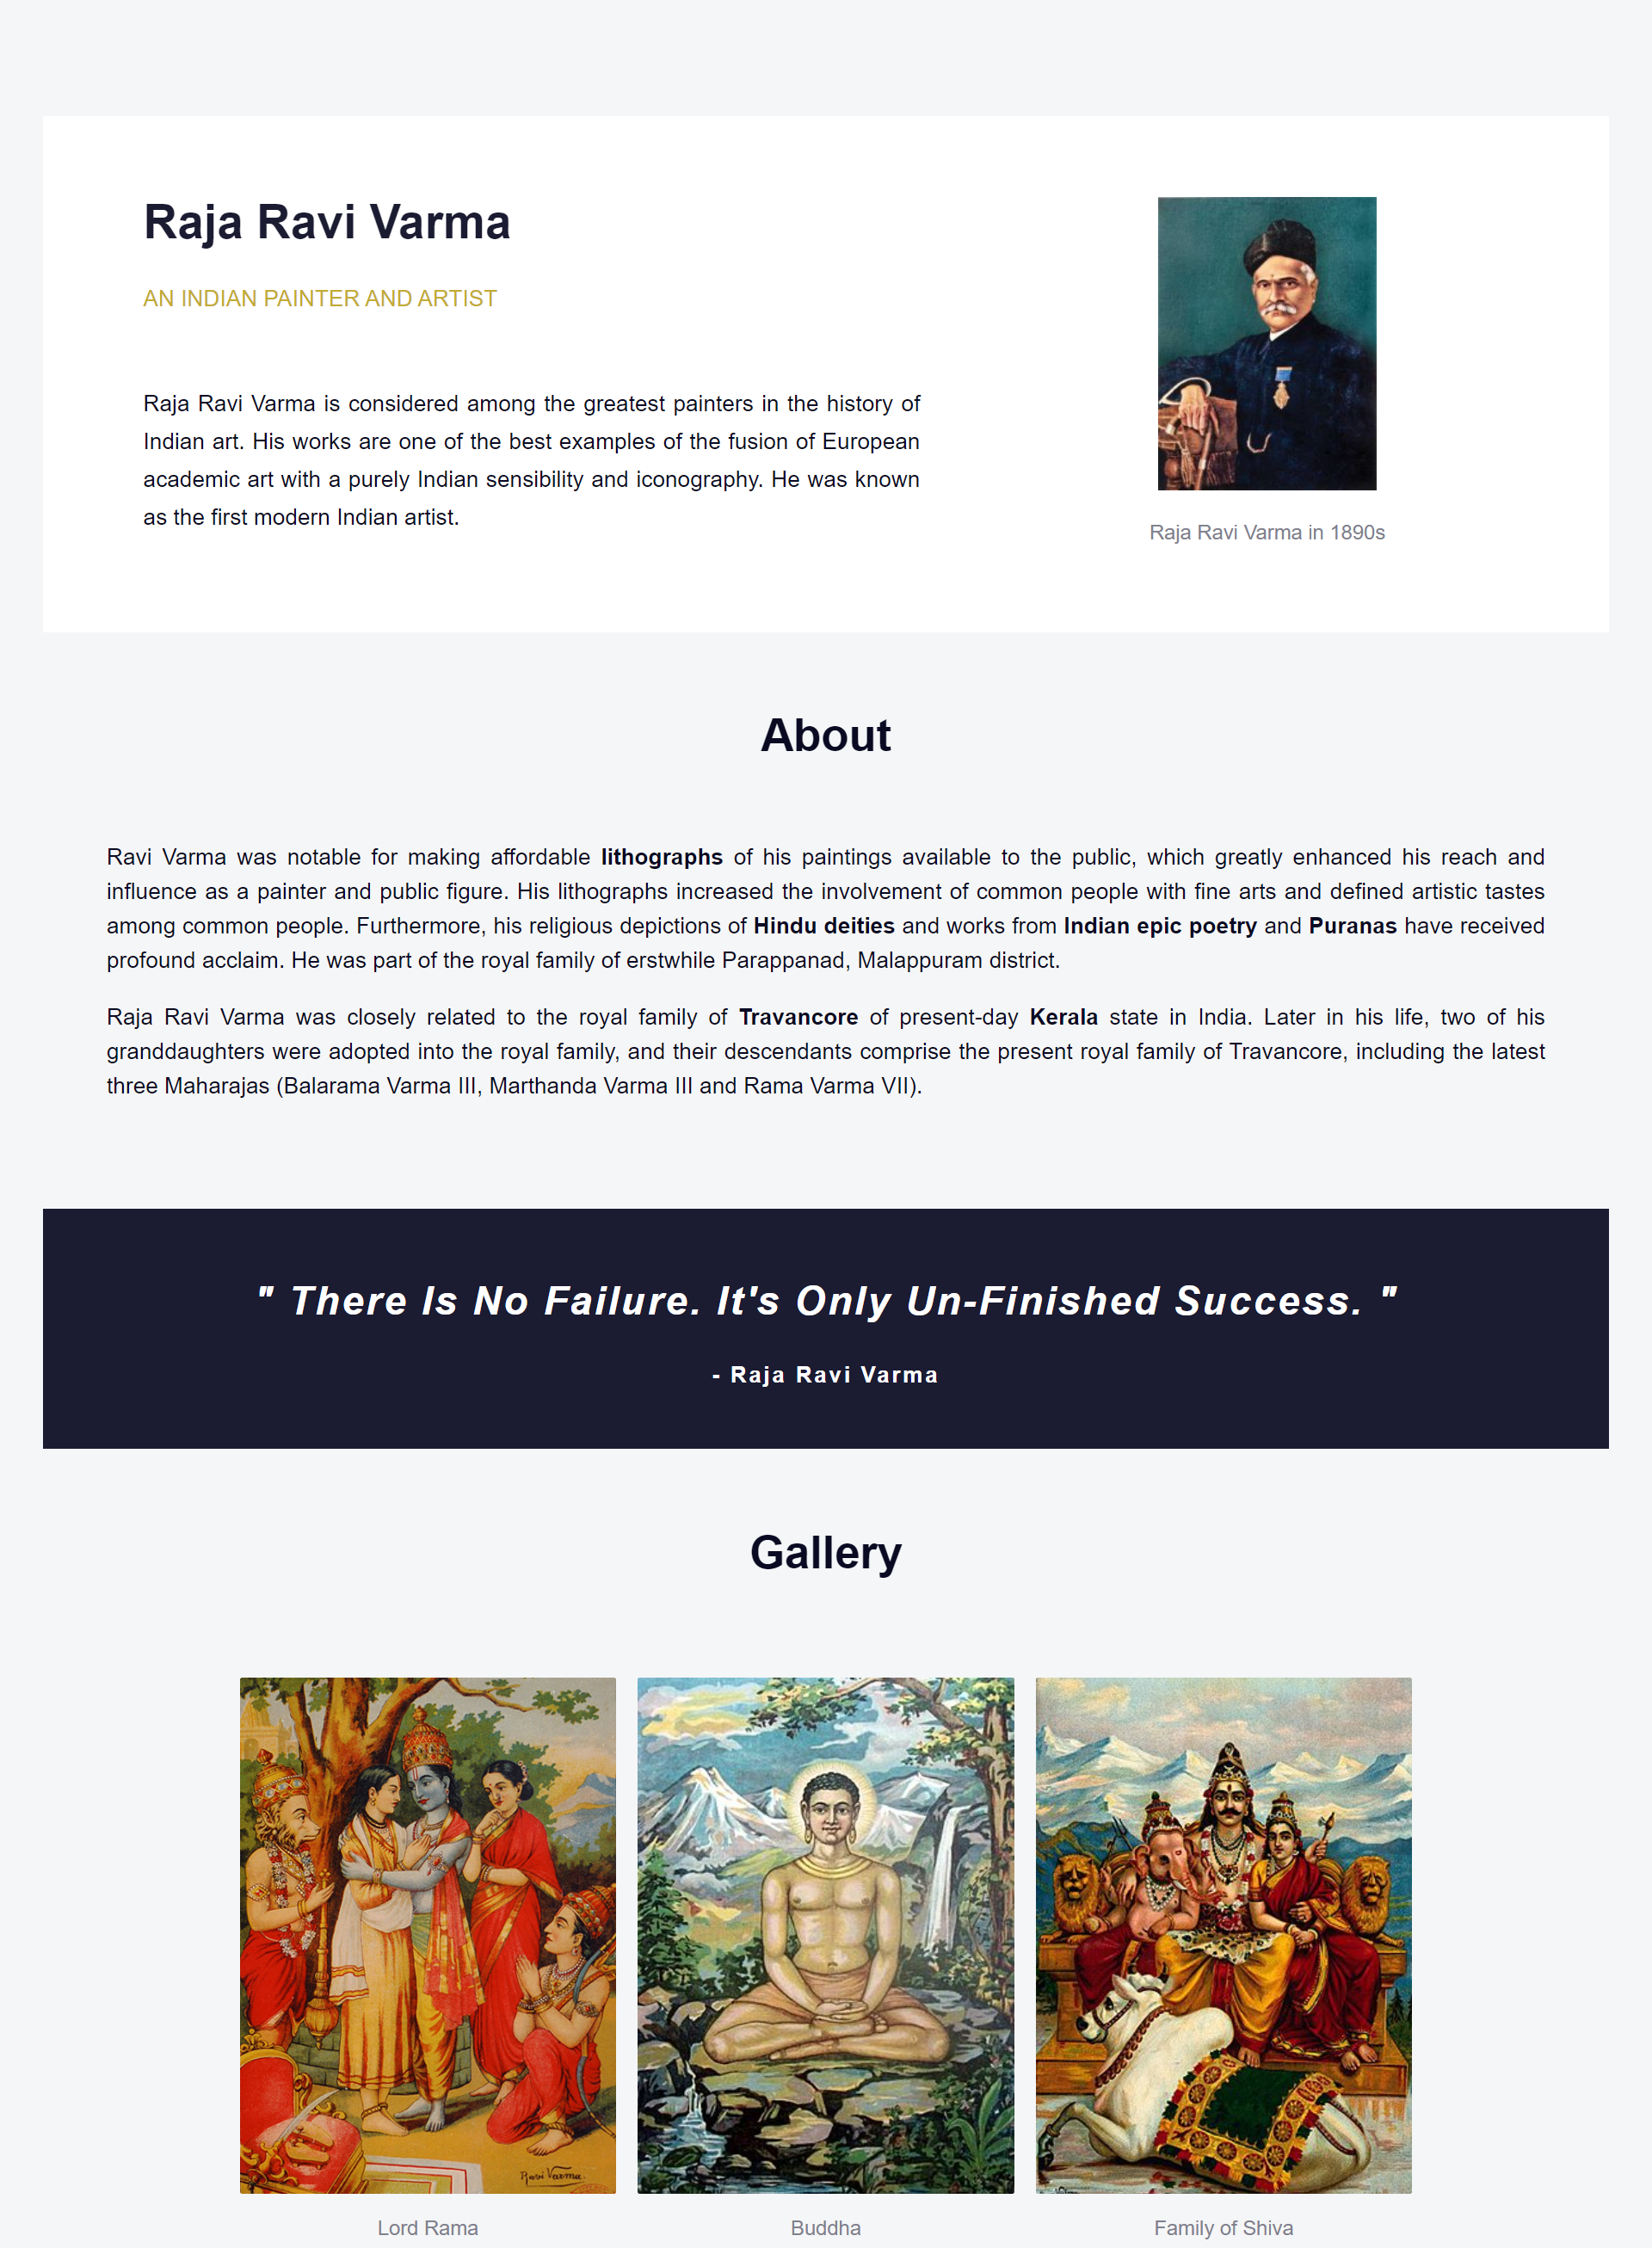 Raja Ravi Varma
AN INDIAN PAINTER AND ARTIST
Raja Ravi Varma is considered among the greatest painters in the history of
Indian art. His works are one of the best examples of the fusion of European
academic art with a purely Indian sensibility and iconography. He was known
as the first modern Indian artist.
Raja Ravi Varma in 1890s
About
Ravi Varma was notable for making affordable lithographs of his paintings available to the public, which greatly enhanced his reach and
influence as a painter and public figure. His lithographs increased the involvement of common people with fine arts and defined artistic tastes
among common people. Furthermore, his religious depictions of Hindu deities and works from Indian epic poetry and Puranas have received
profound acclaim. He was part of the royal family of erstwhile Parappanad, Malappuram district.
Raja Ravi Varma was closely related to the royal family of Travancore of present-day Kerala state in India. Later in his life, two of his
granddaughters were adopted into the royal family, and their descendants comprise the present royal family of Travancore, including the latest
three Maharajas (Balarama Varma III, Marthanda Varma III and Rama Varma VII).
" There Is No Failure. It's Only Un-Finished Success. "
- Raja Ravi Varma
Gallery
Ravi Varma.
Lord Rama
Buddha
Family of Shiva